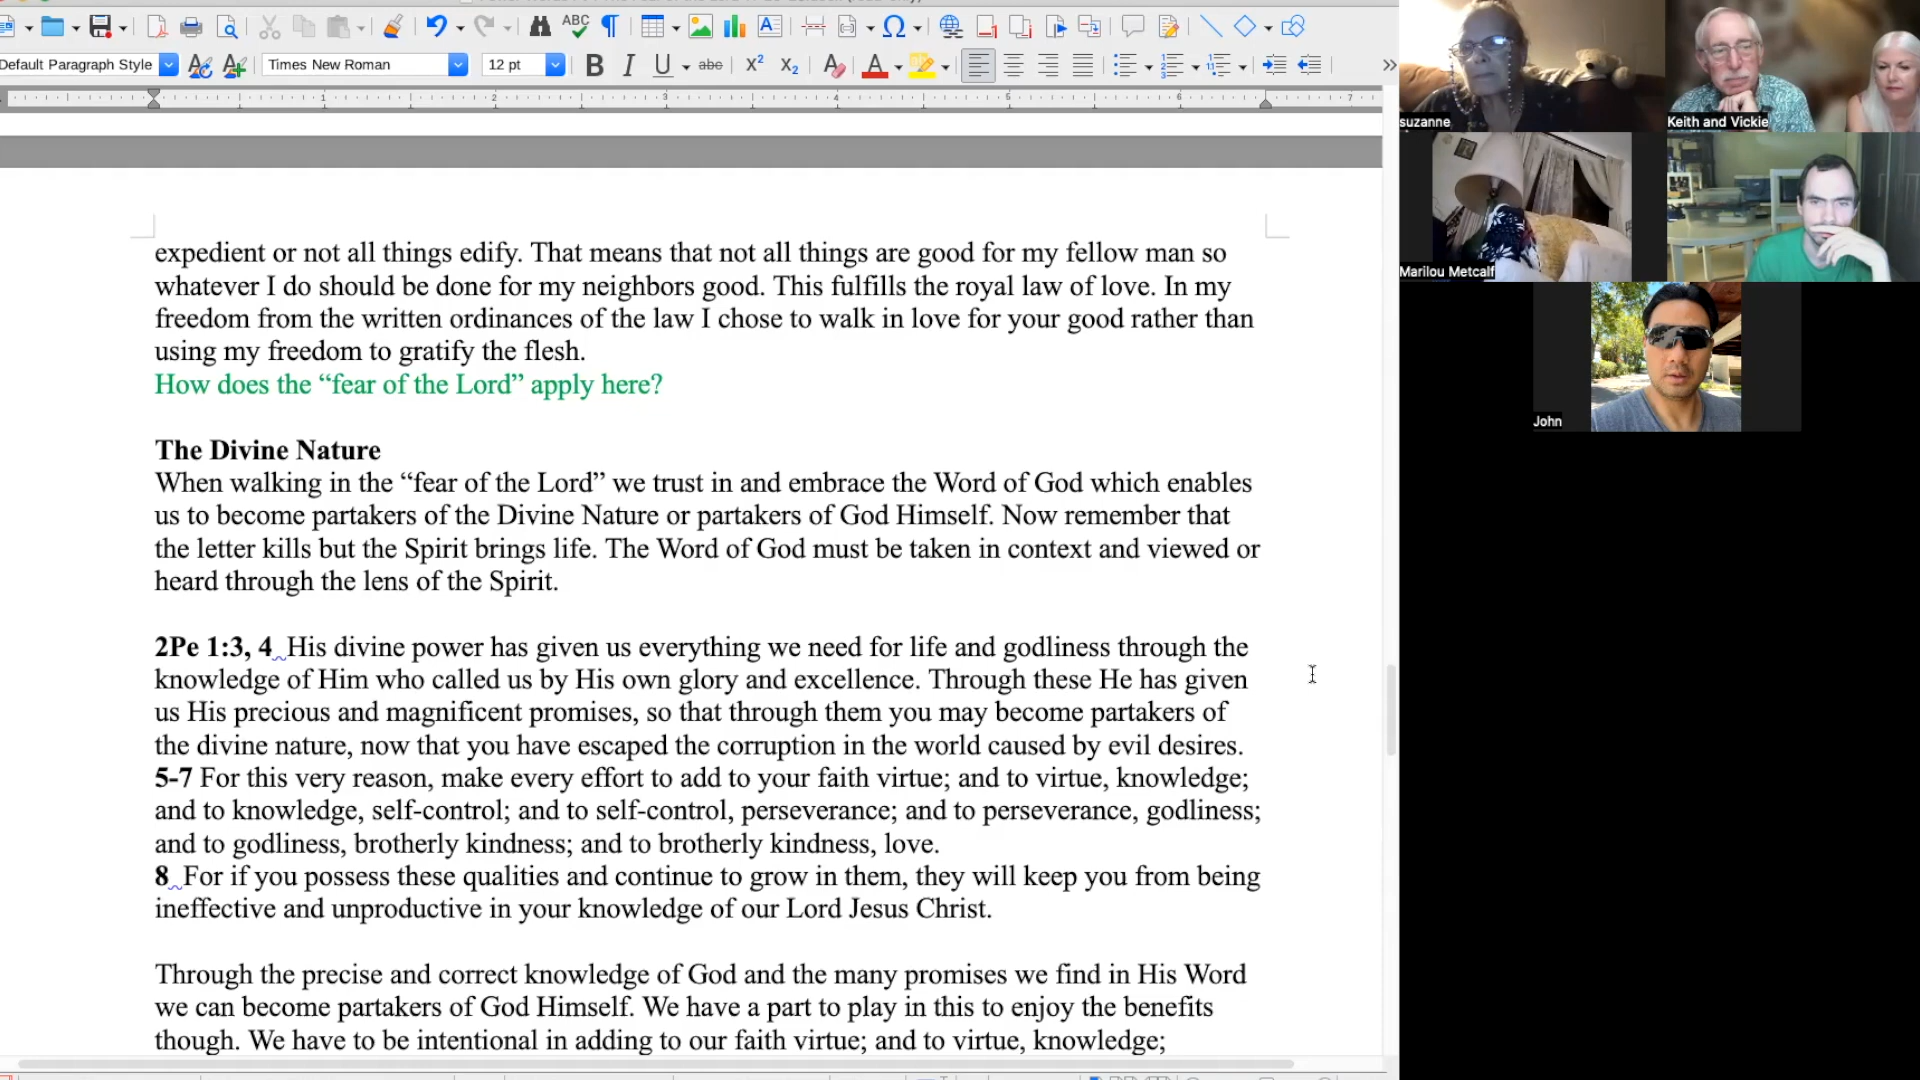 Default Paragraph Style
Times New Roman
12 pt
1 2 3 4 5 6 7
expedient or not all things edify. That means that not all things are good for my fellow man so
whatever I do should be done for my neighbors good. This fulfills the royal law of love. In my
freedom from the written ordinances of the law I chose to walk in love for your good rather than
using my freedom to gratify the flesh.
How does the “fear of the Lord” apply here?
The Divine Nature
When walking in the “fear of the Lord” we trust in and embrace the Word of God which enables
us to become partakers of the Divine Nature or partakers of God Himself. Now remember that
the letter kills but the Spirit brings life. The Word of God must be taken in context and viewed or
heard through the lens of the Spirit.
2Pe 1:3, 4 His divine power has given us everything we need for life and godliness through the
knowledge of Him who called us by His own glory and excellence. Through these He has given
us His precious and magnificent promises, so that through them you may become partakers of
the divine nature, now that you have escaped the corruption in the world caused by evil desires.
5-7 For this very reason, make every effort to add to your faith virtue; and to virtue, knowledge;
and to knowledge, self-control; and to self-control, perseverance; and to perseverance, godliness;
and to godliness, brotherly kindness; and to brotherly kindness, love.
8 For if you possess these qualities and continue to grow in them, they will keep you from being
ineffective and unproductive in your knowledge of our Lord Jesus Christ.
Through the precise and correct knowledge of God and the many promises we find in His Word
we can become partakers of God Himself. We have a part to play in this to enjoy the benefits
though. We have to be intentional in adding to our faith virtue; and to virtue, knowledge;
suzanne
Keith and Vickie
Marilou Metcalf
John